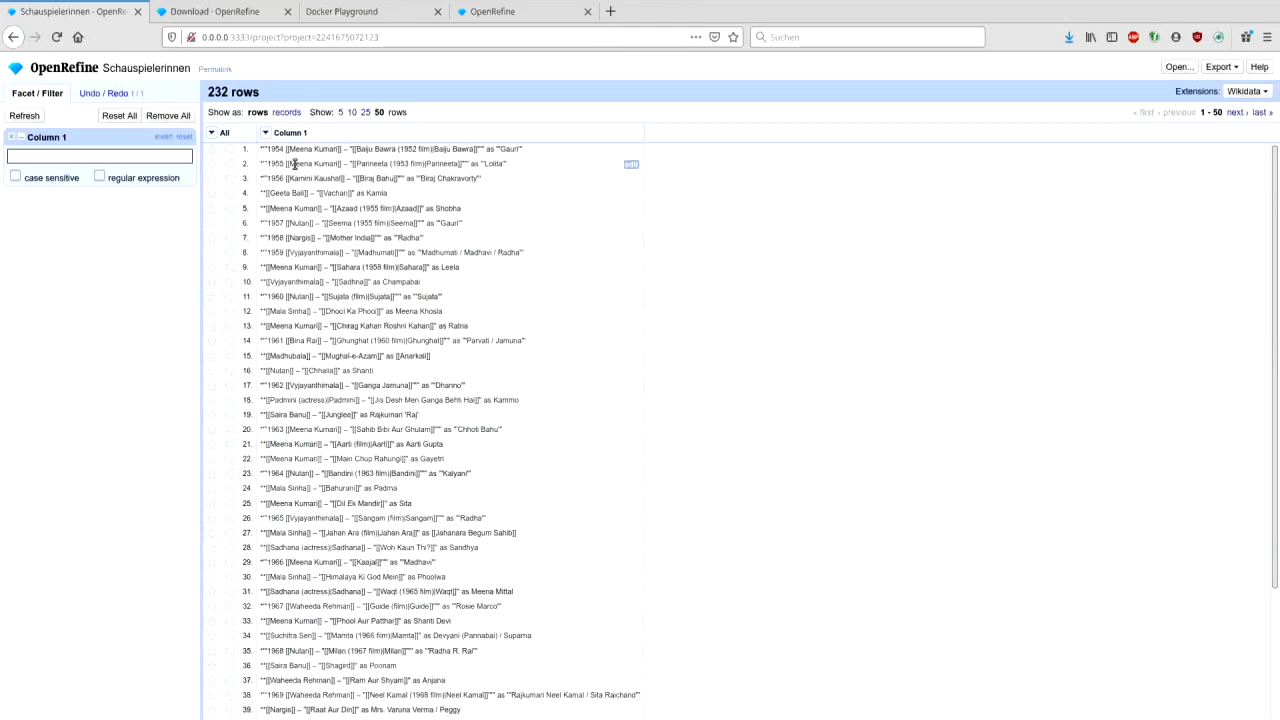 Schauspielerinnen - OpenRe
Download · OpenRefine
Docker Playground
OpenRefine
0.0.0.0:3333/project?project=2241675072123
Suchen
OpenRefine Schauspielerinnen Permalink
Open... Export Help
Facet / Filter Undo / Redo 1 / 1
232 rows
Extensions: Wikidata
Refresh Reset All Remove All
Show as: rows records Show: 5 10 25 50 rows
« first ‹ previous 1 - 50 next › last »
Column 1 invert reset
case sensitive regular expression
All Column 1
1. *'''1954 [[Meena Kumari]] – ''[[Baiju Bawra (1952 film)|Baiju Bawra]]''''' as '''Gauri'''
2. *'''1955 [[Meena Kumari]] – ''[[Parineeta (1953 film)|Parineeta]]''''' as '''Lolita''' edit
3. *'''1956 [[Kamini Kaushal]] – ''[[Biraj Bahu]]''''' as '''Biraj Chakravorty'''
4. **[[Geeta Bali]] – ''[[Vachan]]'' as Kamla
5. **[[Meena Kumari]] – ''[[Azaad (1955 film)|Azaad]]'' as Shobha
6. *'''1957 [[Nutan]] – ''[[Seema (1955 film)|Seema]]''''' as '''Gauri'''
7. *'''1958 [[Nargis]] – ''[[Mother India]]''''' as '''Radha'''
8. *'''1959 [[Vyjayanthimala]] – ''[[Madhumati]]''''' as '''Madhumati / Madhavi / Radha'''
9. **[[Meena Kumari]] – ''[[Sahara (1958 film)|Sahara]]'' as Leela
10. **[[Vyjayanthimala]] – ''[[Sadhna]]'' as Champabai
11. *'''1960 [[Nutan]] – ''[[Sujata (film)|Sujata]]''''' as '''Sujata'''
12. **[[Mala Sinha]] – ''[[Dhool Ka Phool]]'' as Meena Khosla
13. **[[Meena Kumari]] – ''[[Chirag Kahan Roshni Kahan]]'' as Ratna
14. *'''1961 [[Bina Rai]] – ''[[Ghunghat (1960 film)|Ghunghat]]''''' as '''Parvati / Jamuna'''
15. **[[Madhubala]] – ''[[Mughal-e-Azam]]'' as [[Anarkali]]
16. **[[Nutan]] – ''[[Chhalia]]'' as Shanti
17. *'''1962 [[Vyjayanthimala]] – ''[[Ganga Jamuna]]''''' as '''Dhanno'''
18. **[[Padmini (actress)|Padmini]] – ''[[Jis Desh Men Ganga Behti Hai]]'' as Kammo
19. **[[Saira Banu]] – ''[[Junglee]]'' as Rajkumari 'Raj'
20. *'''1963 [[Meena Kumari]] – ''[[Sahib Bibi Aur Ghulam]]''''' as '''Chhoti Bahu'''
21. **[[Meena Kumari]] – ''[[Aarti (film)|Aarti]]'' as Aarti Gupta
22. **[[Meena Kumari]] – ''[[Main Chup Rahungi]]'' as Gayetri
23. *'''1964 [[Nutan]] – ''[[Bandini (1963 film)|Bandini]]''''' as '''Kalyani'''
24. **[[Mala Sinha]] – ''[[Bahurani]]'' as Padma
25. **[[Meena Kumari]] – ''[[Dil Ek Mandir]]'' as Sita
26. *'''1965 [[Vyjayanthimala]] – ''[[Sangam (film)|Sangam]]''''' as '''Radha'''
27. **[[Mala Sinha]] – ''[[Jahan Ara (film)|Jahan Ara]]'' as [[Jahanara Begum Sahib]]
28. **[[Sadhana (actress)|Sadhana]] – ''[[Woh Kaun Thi?]]'' as Sandhya
29. *'''1966 [[Meena Kumari]] – ''[[Kaajal]]''''' as '''Madhavi'''
30. **[[Mala Sinha]] – ''[[Himalaya Ki God Mein]]'' as Phoolwa
31. **[[Sadhana (actress)|Sadhana]] – ''[[Waqt (1965 film)|Waqt]]'' as Meena Mittal
32. *'''1967 [[Waheeda Rehman]] – ''[[Guide (film)|Guide]]''''' as '''Rosie Marco'''
33. **[[Meena Kumari]] – ''[[Phool Aur Patthar]]'' as Shanti Devi
34 **[[Suchitra Sen]] – ''[[Mamta (1966 film)|Mamta]]'' as Devyani (Pannabai) / Suparna
35. *'''1968 [[Nutan]] – ''[[Milan (1967 film)|Milan]]''''' as '''Radha R. Rai'''
36 **[[Saira Banu]] – ''[[Shagird]]'' as Poonam
37. **[[Waheeda Rehman]] – ''[[Ram Aur Shyam]]'' as Anjana
38. *'''1969 [[Waheeda Rehman]] – ''[[Neel Kamal (1968 film)|Neel Kamal]]''''' as '''Rajkumari Neel Kamal / Sita Raichand'''
39. **[[Nargis]] – ''[[Raat Aur Din]]'' as Mrs. Varuna Verma / Peggy